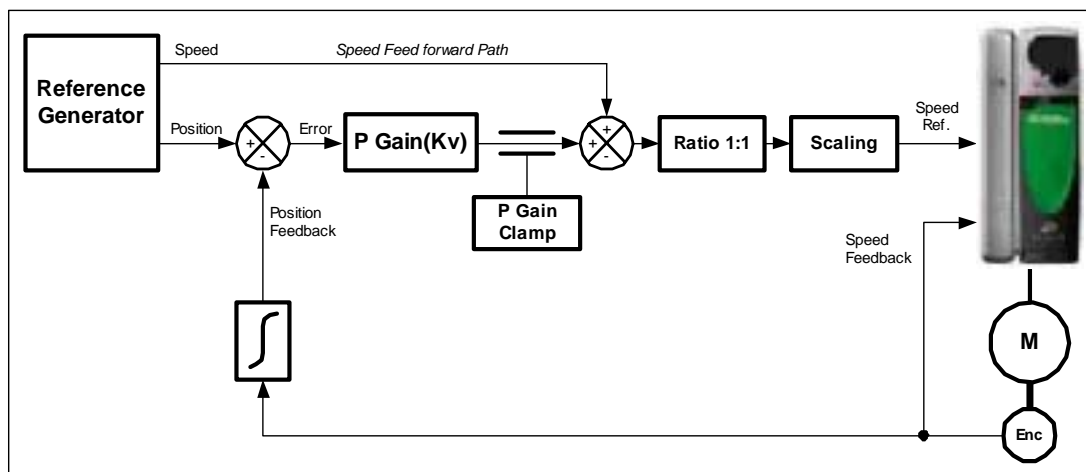 Speed
Speed Feed forward Path
Reference
Generator
Position
+
-
Error
P Gain(Kv)
+
+
-
Ratio 1:1
Scaling
Speed
Ref.
P Gain
Clamp
Position
Feedback
Speed
Feedback
M
Enc